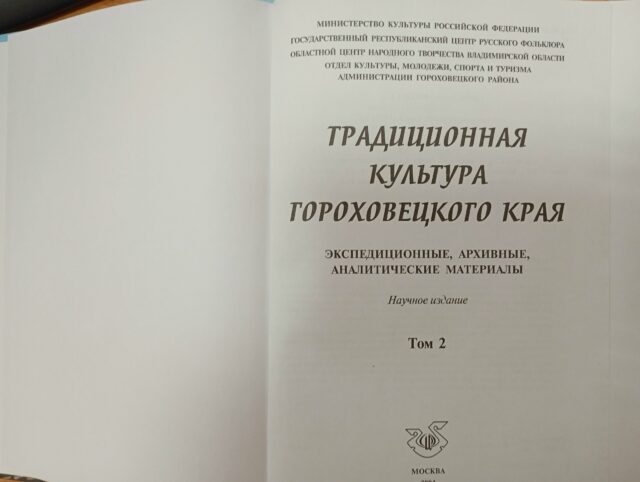 МИНИСТЕРСТВО КУЛЬТУРЫ РОССИЙСКОЙ ФЕДЕРАЦИИ
ГОСУДАРСТВЕННЫЙ РЕСПУБЛИКАНСКИЙ ЦЕНТР РУССКОГО ФОЛЬКЛОРА
ОБЛАСТНОЙ ЦЕНТР НАРОДНОГО ТВОРЧЕСТВА ВЛАДИМИРСКОЙ ОБЛАСТИ
ОТДЕЛ КУЛЬТУРЫ, МОЛОДЕЖИ, СПОРТА И ТУРИЗМА
АДМИНИСТРАЦИИ ГОРОХОВЕЦКОГО РАЙОНА
ТРАДИЦИОННАЯ
КУЛЬТУРА
ГОРОХОВЕЦКОГО КРАЯ
ЭКСПЕДИЦИОННЫЕ, АРХИВНЫЕ,
АНАЛИТИЧЕСКИЕ МАТЕРИАЛЫ
Научное издание
Том 2
МОСКВА